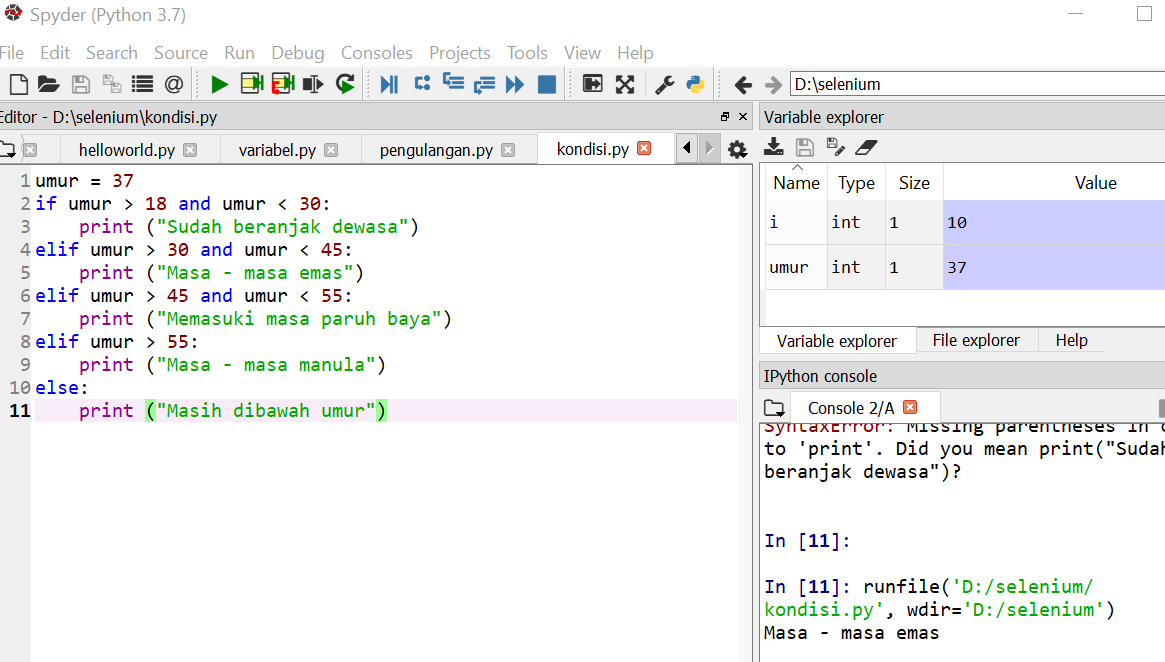 Spyder (Python 3.7)
File Edit Search Source Run Debug Consoles Projects Tools View Help
D:\selenium
Editor - D:\selenium\kondisi.py
helloworld.py variabel.py pengulangan.py kondisi.py
1 umur = 37
2 if umur > 18 and umur < 30:
3 print ("Sudah beranjak dewasa")
4 elif umur > 30 and umur < 45:
5 print ("Masa - masa emas")
6 elif umur > 45 and umur < 55:
7 print ("Memasuki masa paruh baya")
8 elif umur > 55:
9 print ("Masa - masa manula")
10 else:
11 print ("Masih dibawah umur")
Variable explorer
Name Type Size Value
i int 1 10
umur int 1 37
Variable explorer File explorer Help
IPython console
Console 2/A
SyntaxError: Missing parentheses in
to 'print'. Did you mean print("Sudah
beranjak dewasa")?
In [11]:
In [11]: runfile('D:/selenium/
kondisi.py', wdir='D:/selenium')
Masa - masa emas